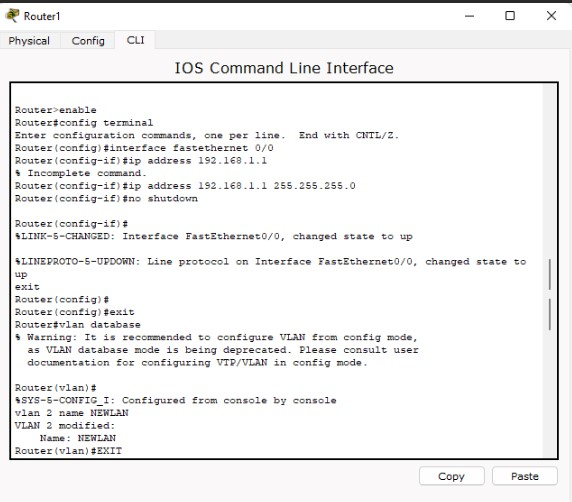 Router1
Physical Config CLI
IOS Command Line Interface
Router>enable
Router#config terminal
Enter configuration commands, one per line. End with CNTL/Z.
Router(config)#interface fastethernet 0/0
Router(config-if)#ip address 192.168.1.1
% Incomplete command.
Router(config-if)#ip address 192.168.1.1 255.255.255.0
Router(config-if)#no shutdown
Router(config-if)#
%LINK-5-CHANGED: Interface FastEthernet0/0, changed state to up
%LINEPROTO-5-UPDOWN: Line protocol on Interface FastEthernet0/0, changed state to
up
exit
Router(config)#
Router(config)#exit
Router#vlan database
% Warning: It is recommended to configure VLAN from config mode,
as VLAN database mode is being deprecated. Please consult user
documentation for configuring VTP/VLAN in config mode.
Router(vlan)#
%SYS-5-CONFIG_I: Configured from console by console
vlan 2 name NEWLAN
VLAN 2 modified:
Name: NEWLAN
Router(vlan)#EXIT
Copy Paste